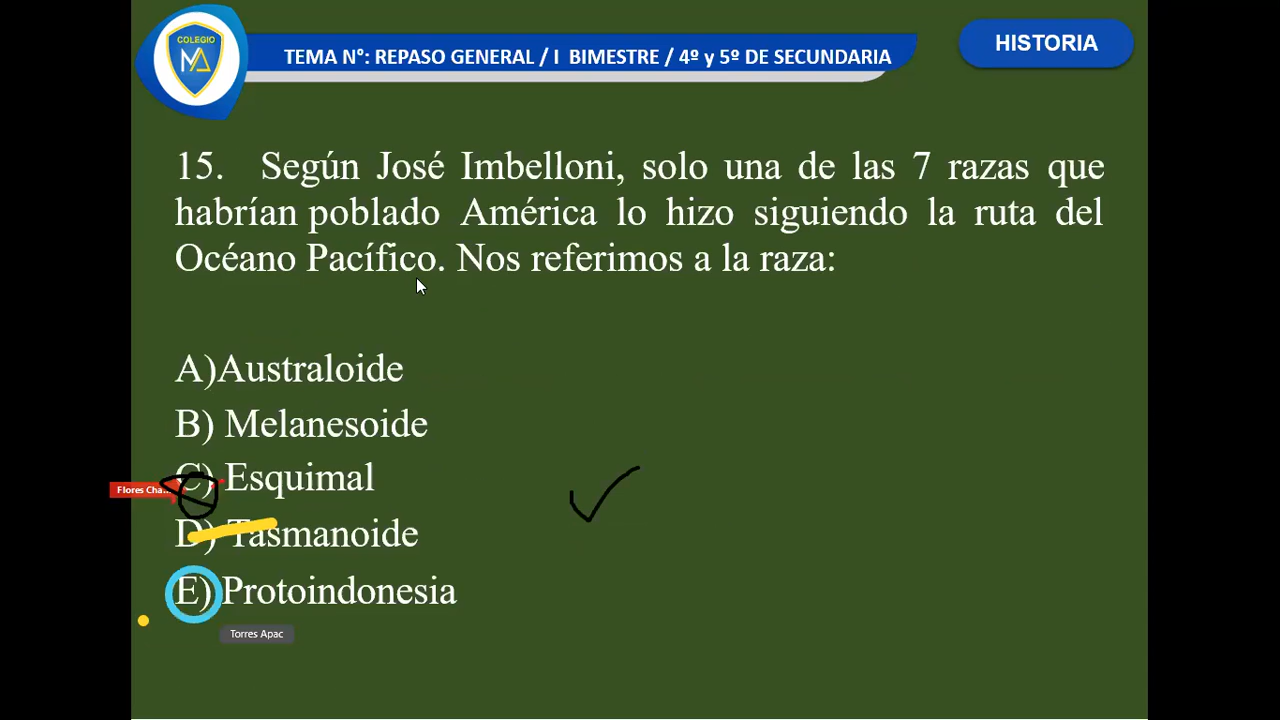 COLEGIO
MA
TEMA N°: REPASO GENERAL / I BIMESTRE / 4º y 5º DE SECUNDARIA
HISTORIA
15. Según José Imbelloni, solo una de las 7 razas que
habrían poblado América lo hizo siguiendo la ruta del
Océano Pacífico. Nos referimos a la raza:
A)Australoide
B) Melanesoide
C) Esquimal
Flores
D) Tasmanoide
E) Protoindonesia
Torres Apac